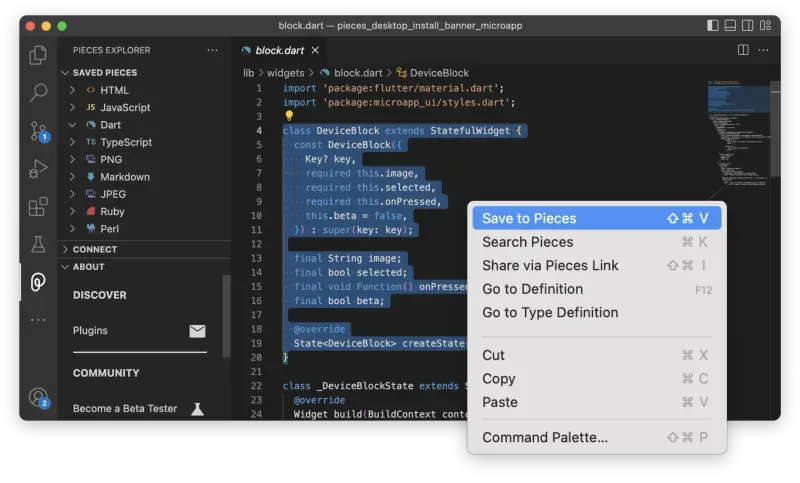 block.dart — pieces_desktop_install_banner_microapp
PIECES EXPLORER ···
SAVED PIECES
HTML
JS JavaScript
Dart
TS TypeScript
PNG
Markdown
JPEG
Ruby
Perl
CONNECT
ABOUT
DISCOVER
Plugins
COMMUNITY
Become a Beta Tester
1
2
block.dart
lib > widgets > block.dart > DeviceBlock
1 import 'package:flutter/material.dart';
2 import 'package:microapp_ui/styles.dart';
3
4 class DeviceBlock extends StatefulWidget {
5 const DeviceBlock({
6 Key? key,
7 required this.image,
8 required this.selected,
9 required this.onPressed,
10 this.beta = false,
11 }) : super(key: key);
12
13 final String image;
14 final bool selected;
15 final void Function() onPressed
16 final bool beta;
17
18 @override
19 State<DeviceBlock> createState
20 }
21
22 class _DeviceBlockState extends S
23 @override
24 Widget build(BuildContext conte
Save to Pieces ⇧⌘ V
Search Pieces ⌘ K
Share via Pieces Link ⇧⌘ I
Go to Definition F12
Go to Type Definition
Cut ⌘ X
Copy ⌘ C
Paste ⌘ V
Command Palette... ⇧⌘ P